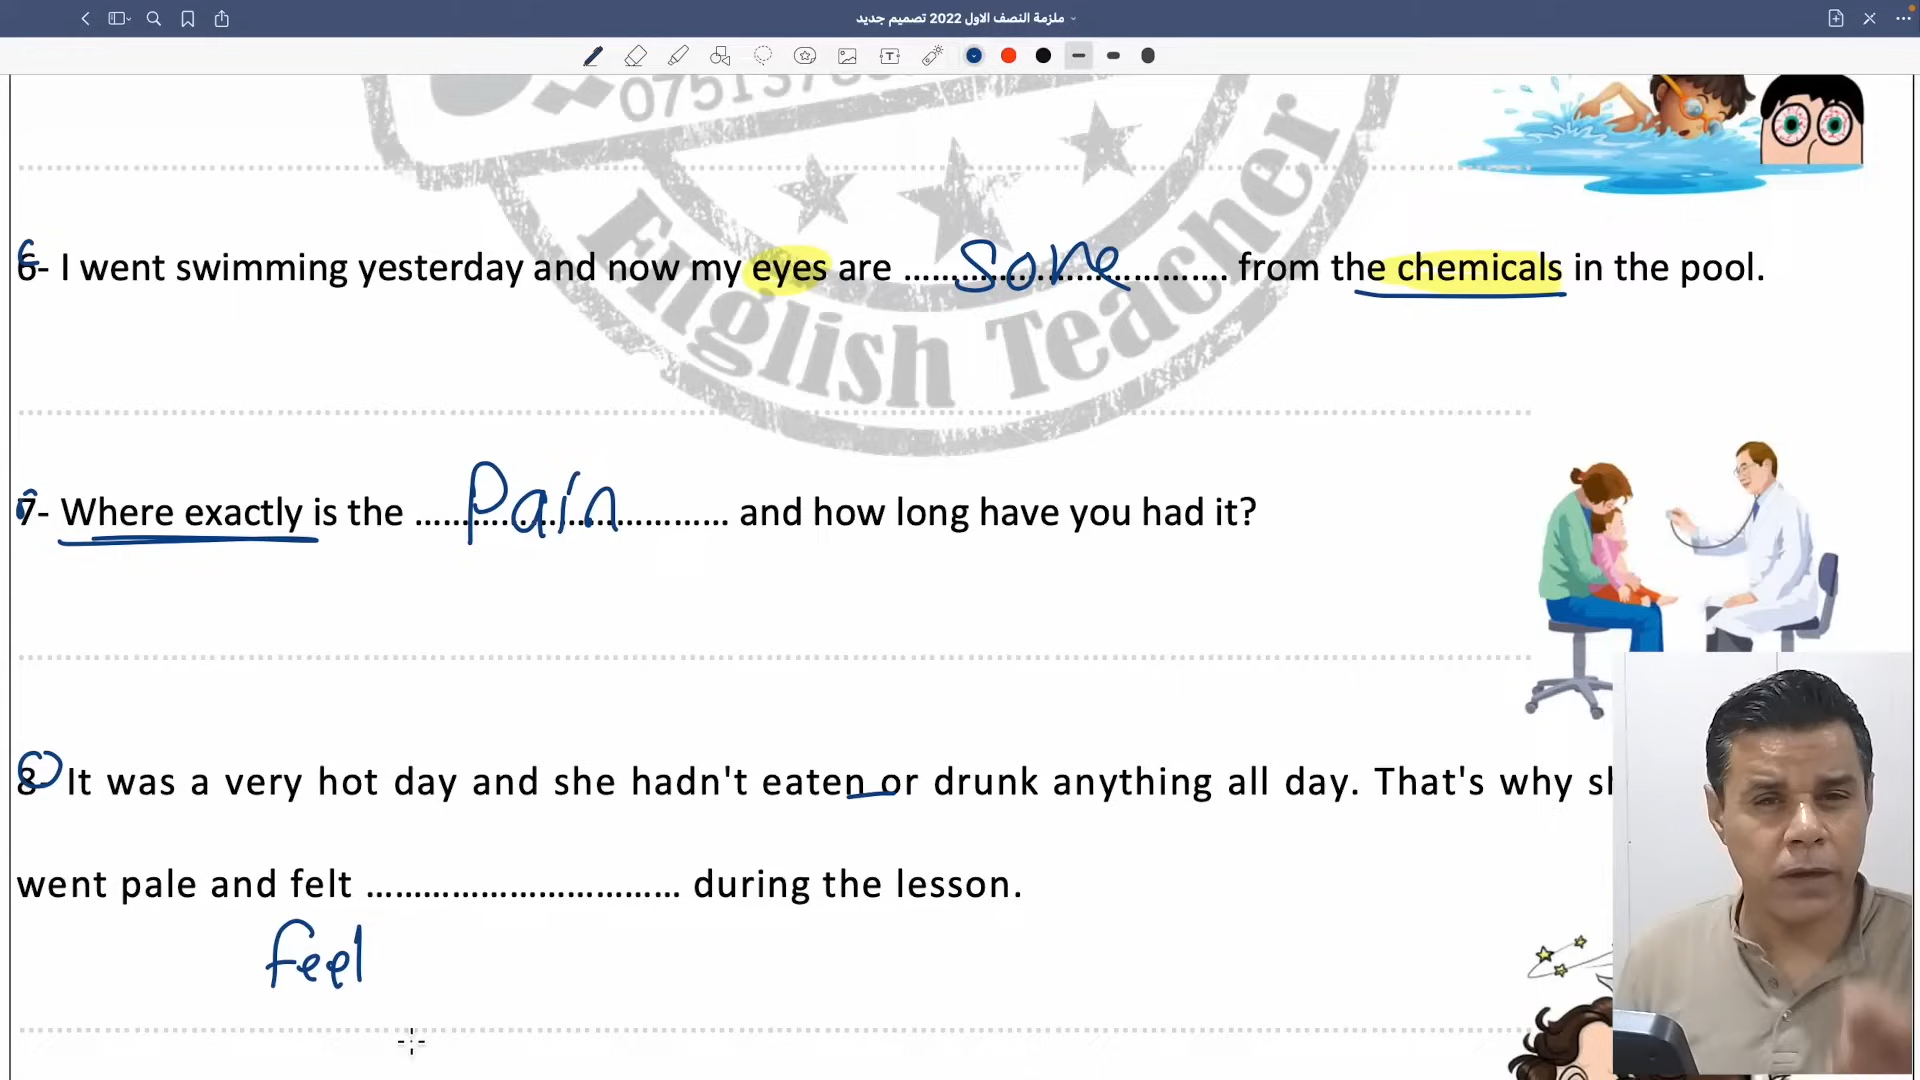 ملزمة النصف الاول 2022 تصميم جديد
English Teacher
6- I went swimming yesterday and now my eyes are ................................. sore from the chemicals in the pool.
7- Where exactly is the ................................. Pain and how long have you had it?
8- It was a very hot day and she hadn't eaten or drunk anything all day. That's why
went pale and felt ................................. during the lesson.
feel